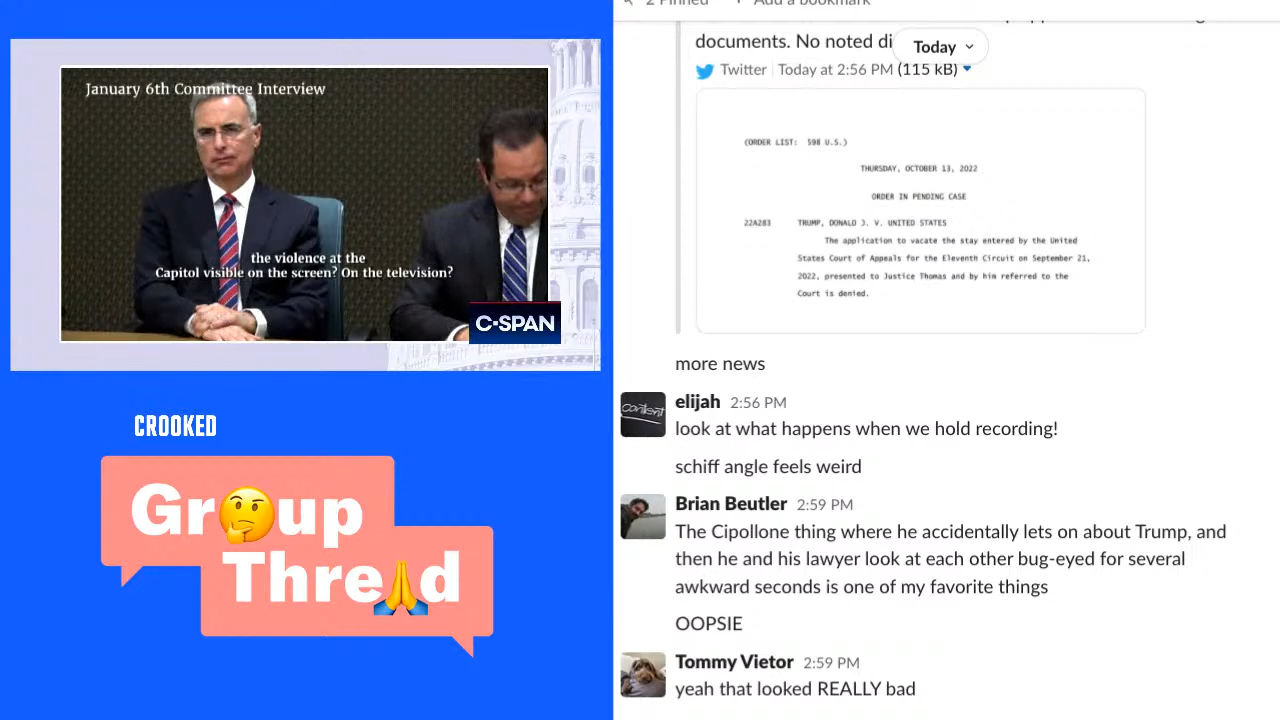 January 6th Committee Interview
the violence at the
Capitol visible on the screen? On the television?
C-SPAN
CROOKED
Gr🤔up
Thre🙏d
2 Pinned + Add a bookmark
documents. No noted di
Today
Twitter | Today at 2:56 PM (115 kB)
(ORDER LIST: 598 U.S.)
THURSDAY, OCTOBER 13, 2022
ORDER IN PENDING CASE
22A283 TRUMP, DONALD J. V. UNITED STATES
The application to vacate the stay entered by the United
States Court of Appeals for the Eleventh Circuit on September 21,
2022, presented to Justice Thomas and by him referred to the
Court is denied.
more news
content
elijah 2:56 PM
look at what happens when we hold recording!
schiff angle feels weird
Brian Beutler 2:59 PM
The Cipollone thing where he accidentally lets on about Trump, and
then he and his lawyer look at each other bug-eyed for several
awkward seconds is one of my favorite things
OOPSIE
Tommy Vietor 2:59 PM
yeah that looked REALLY bad